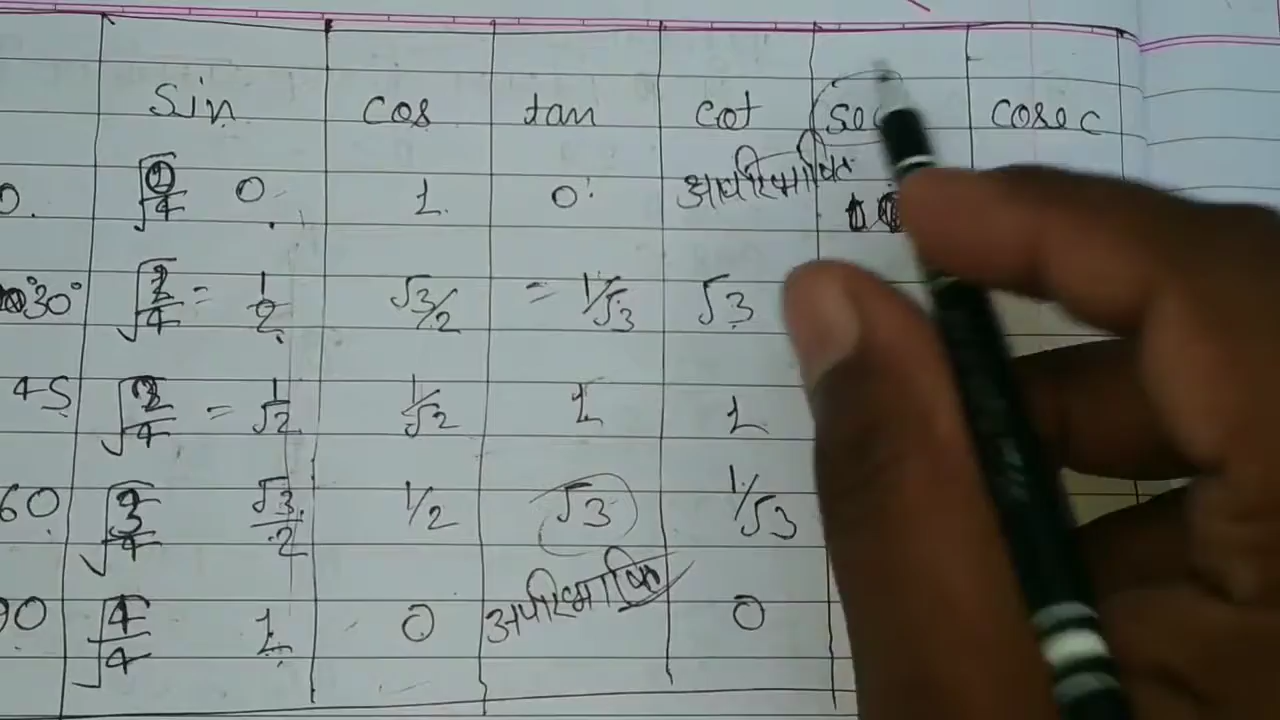 Sin cos tan cot sec cosec
0. √0/4 0 1 0 अपरिभाषित
30° √1/4 = 1/2 √3/2 = 1/√3 √3
45 √2/4 = 1/√2 1/√2 1 1
60 √3/4 √3/2 1/2 √3 1/√3
90 √4/4 1 0 अपरिभाषित 0